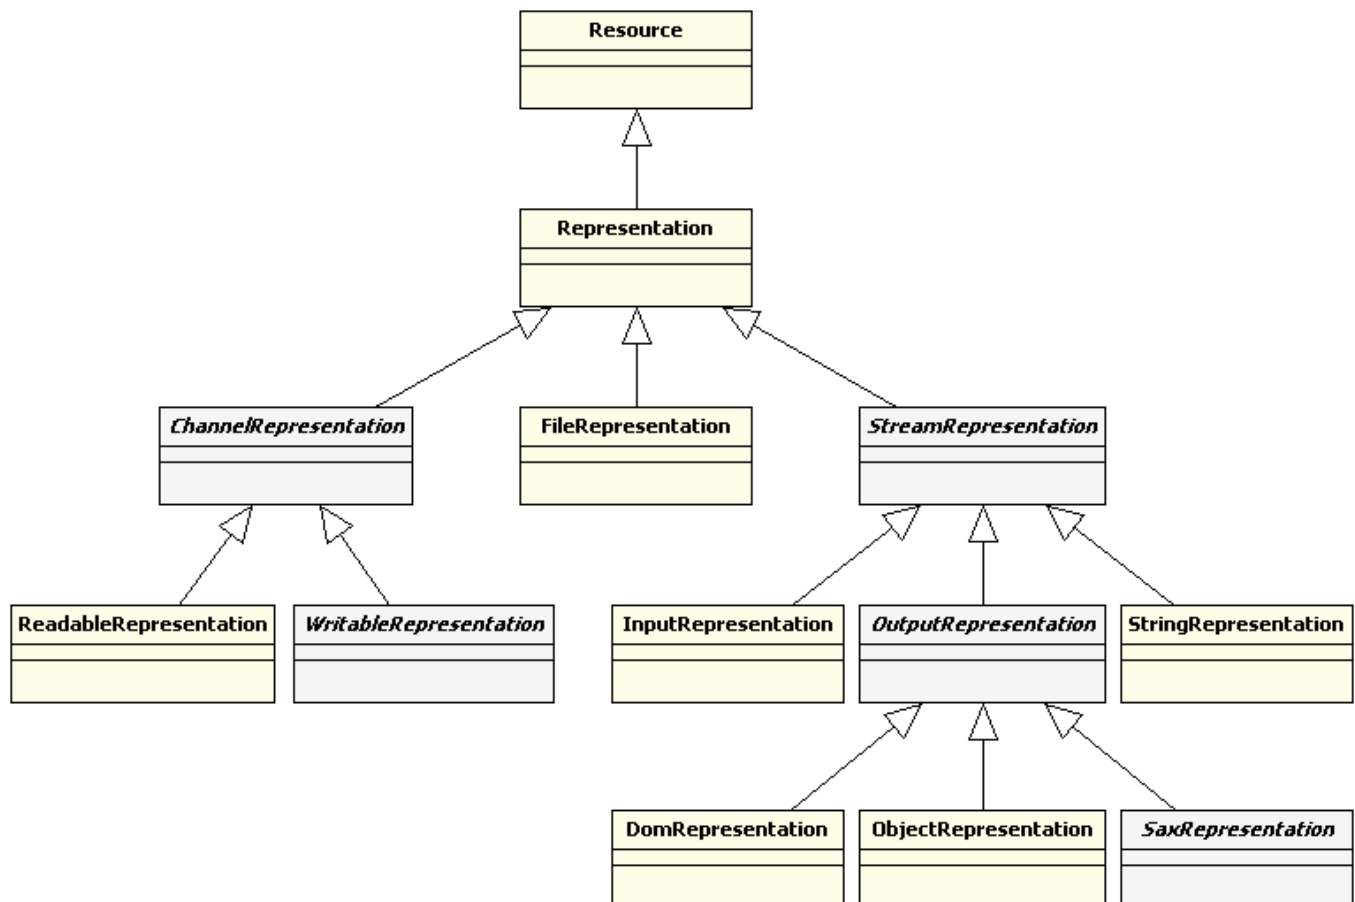 Resource
Representation
ChannelRepresentation
FileRepresentation
StreamRepresentation
ReadableRepresentation
WritableRepresentation
InputRepresentation
OutputRepresentation
StringRepresentation
DomRepresentation
ObjectRepresentation
SaxRepresentation